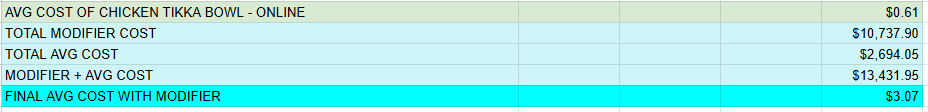 AVG COST OF CHICKEN TIKKA BOWL - ONLINE $0.61
TOTAL MODIFIER COST $10,737.90
TOTAL AVG COST $2,694.05
MODIFIER + AVG COST $13,431.95
FINAL AVG COST WITH MODIFIER $3.07